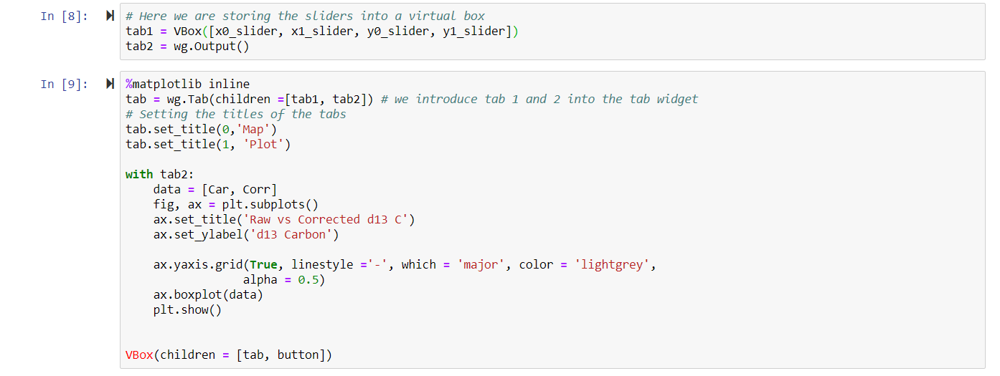 In [8]: # Here we are storing the sliders into a virtual box
tab1 = VBox([x0_slider, x1_slider, y0_slider, y1_slider])
tab2 = wg.Output()
In [9]: %matplotlib inline
tab = wg.Tab(children =[tab1, tab2]) # we introduce tab 1 and 2 into the tab widget
# Setting the titles of the tabs
tab.set_title(0,'Map')
tab.set_title(1, 'Plot')
with tab2:
    data = [Car, Corr]
    fig, ax = plt.subplots()
    ax.set_title('Raw vs Corrected d13 C')
    ax.set_ylabel('d13 Carbon')
    ax.yaxis.grid(True, linestyle ='-', which = 'major', color = 'lightgrey',
                 alpha = 0.5)
    ax.boxplot(data)
    plt.show()
VBox(children = [tab, button])